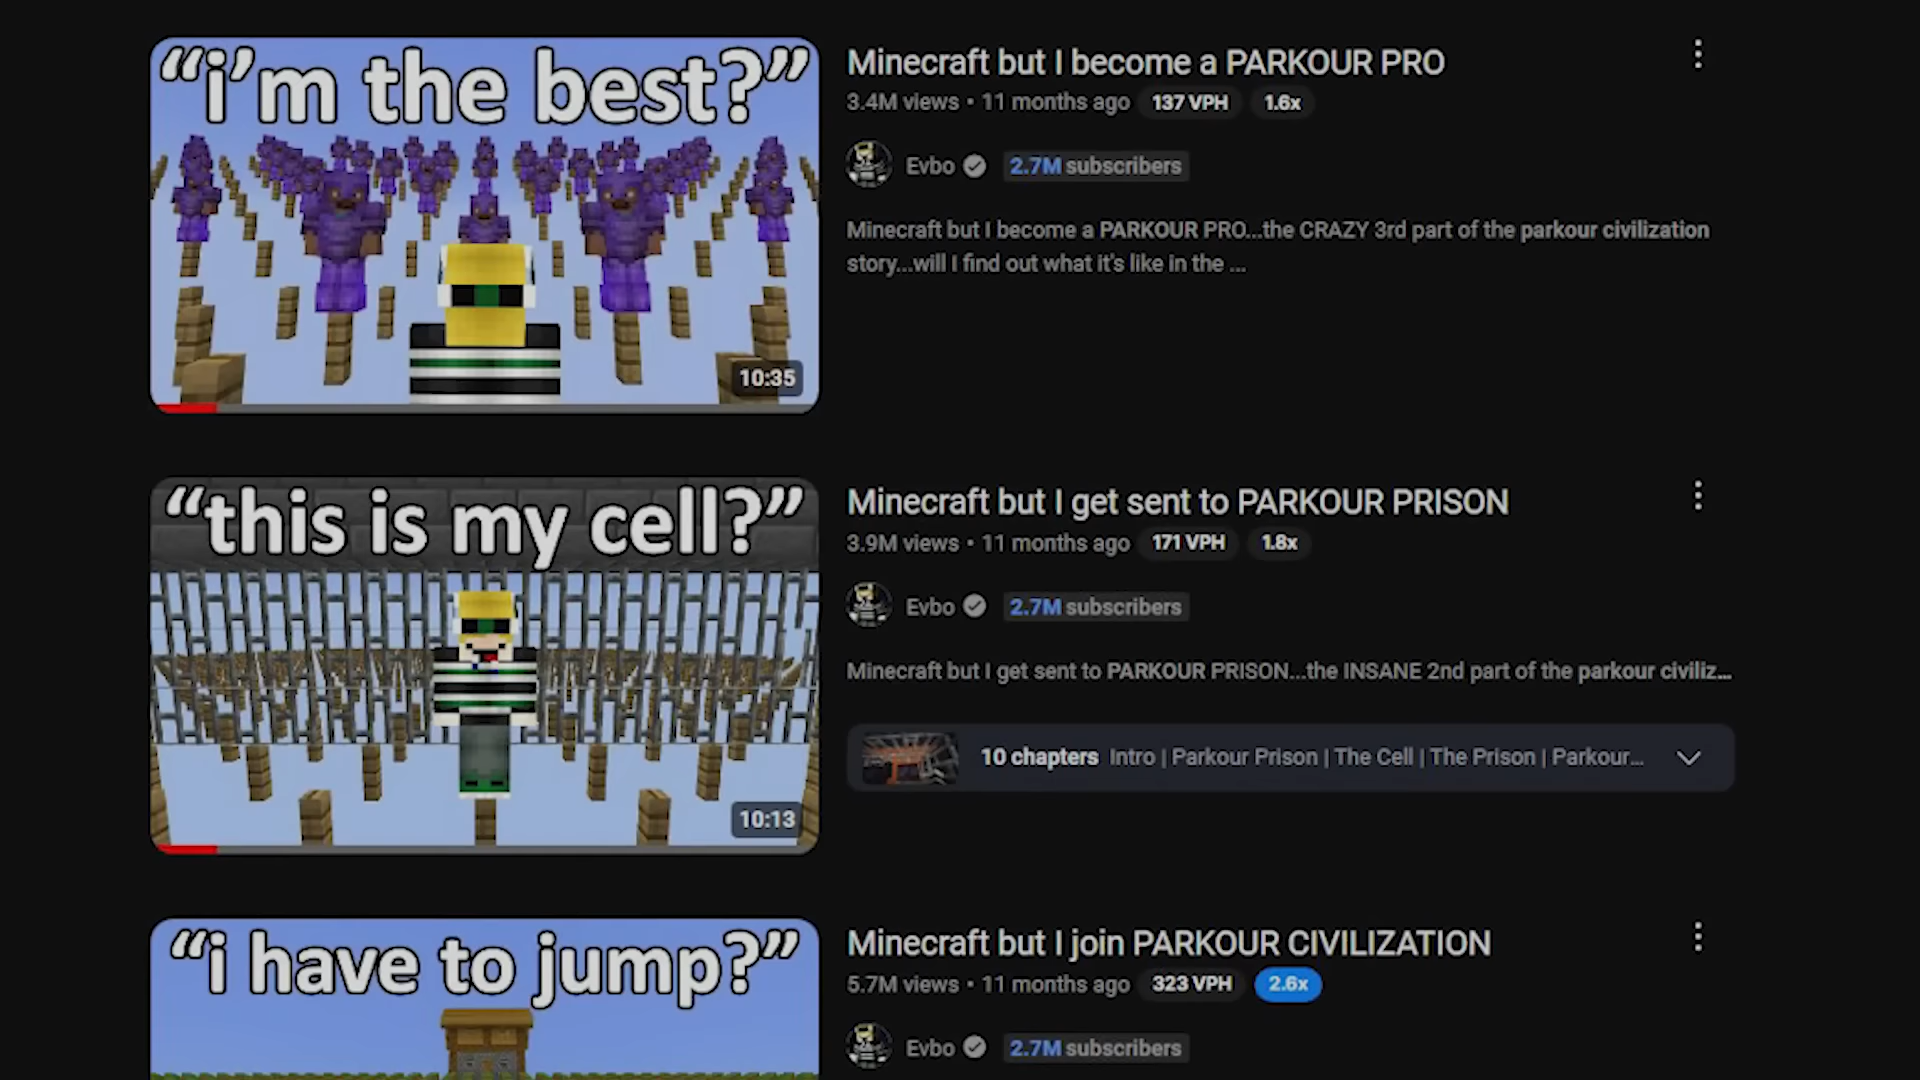 “i’m the best?”
10:35
Minecraft but I become a PARKOUR PRO
3.4M views • 11 months ago 137 VPH 1.6x
Evbo 2.7M subscribers
Minecraft but I become a PARKOUR PRO...the CRAZY 3rd part of the parkour civilization
story...will I find out what it's like in the ...
“this is my cell?”
10:13
Minecraft but I get sent to PARKOUR PRISON
3.9M views • 11 months ago 171 VPH 1.8x
Evbo 2.7M subscribers
Minecraft but I get sent to PARKOUR PRISON...the INSANE 2nd part of the parkour civiliz...
10 chapters Intro | Parkour Prison | The Cell | The Prison | Parkour...
“i have to jump?”
Minecraft but I join PARKOUR CIVILIZATION
5.7M views • 11 months ago 323 VPH 2.6x
Evbo 2.7M subscribers